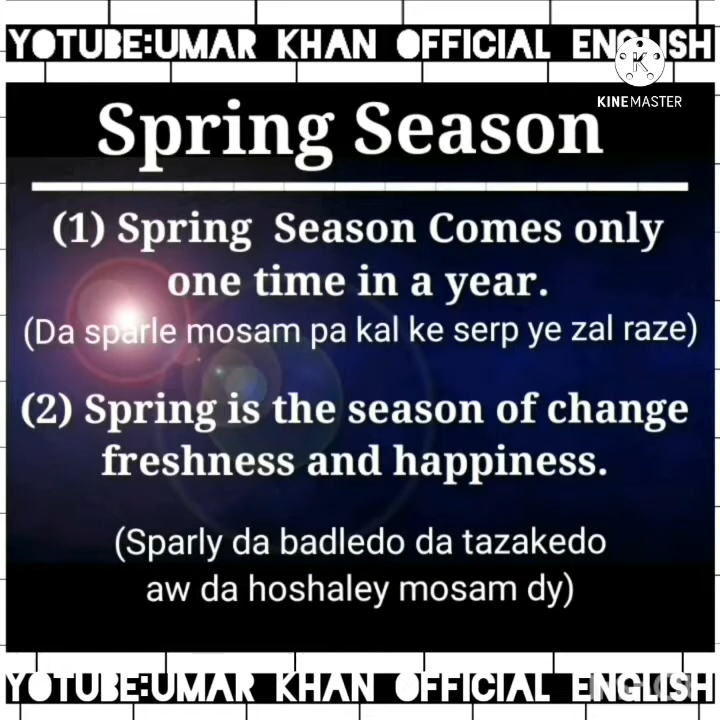 YOTUBE:UMAR KHAN OFFICIAL ENGLISH
K
KINEMASTER
Spring Season
(1) Spring Season Comes only
one time in a year.
(Da sparle mosam pa kal ke serp ye zal raze)
(2) Spring is the season of change
freshness and happiness.
(Sparly da badledo da tazakedo
aw da hoshaley mosam dy)
YOTUBE:UMAR KHAN OFFICIAL ENGLISH